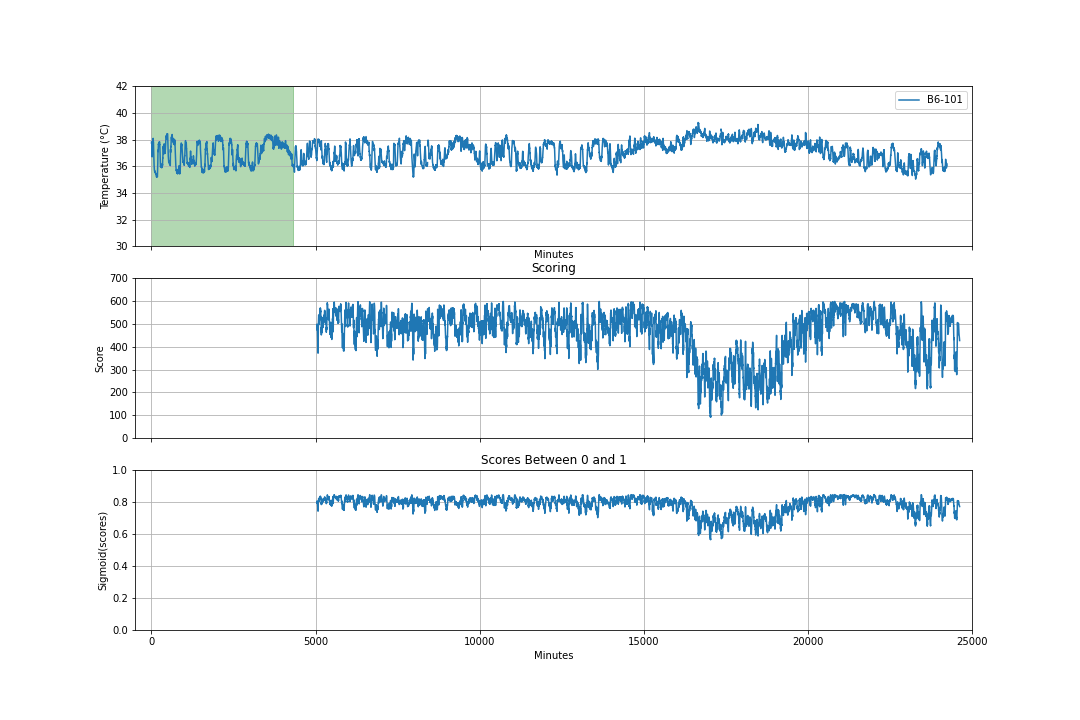 42
40
38
36
34
32
30
Temperature (°C)
B6-101
Minutes
Scoring
700
600
500
400
300
200
100
0
Score
Scores Between 0 and 1
1.0
0.8
0.6
0.4
0.2
0.0
Sigmoid(scores)
0 5000 10000 15000 20000 25000
Minutes